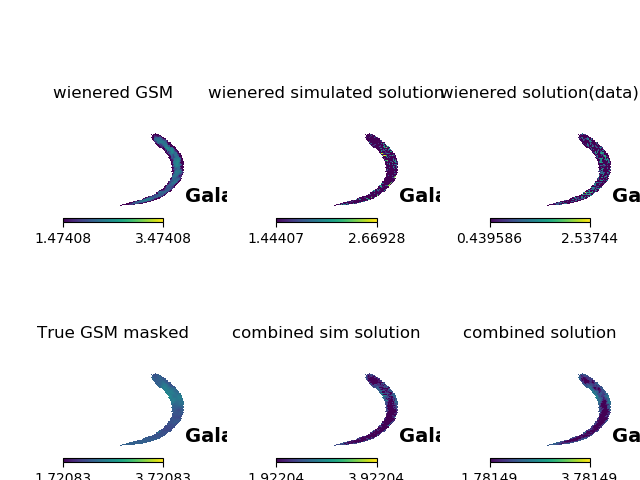 wienered GSM
wienered simulated solution
wienered solution(data)
Gala
Gala
Ga
1.47408 3.47408
1.44407 2.66928
0.439586 2.53744
True GSM masked
combined sim solution
combined solution
Gala
Gala
Ga
1.72083 3.72083
1.92204 3.92204
1.78149 3.78149